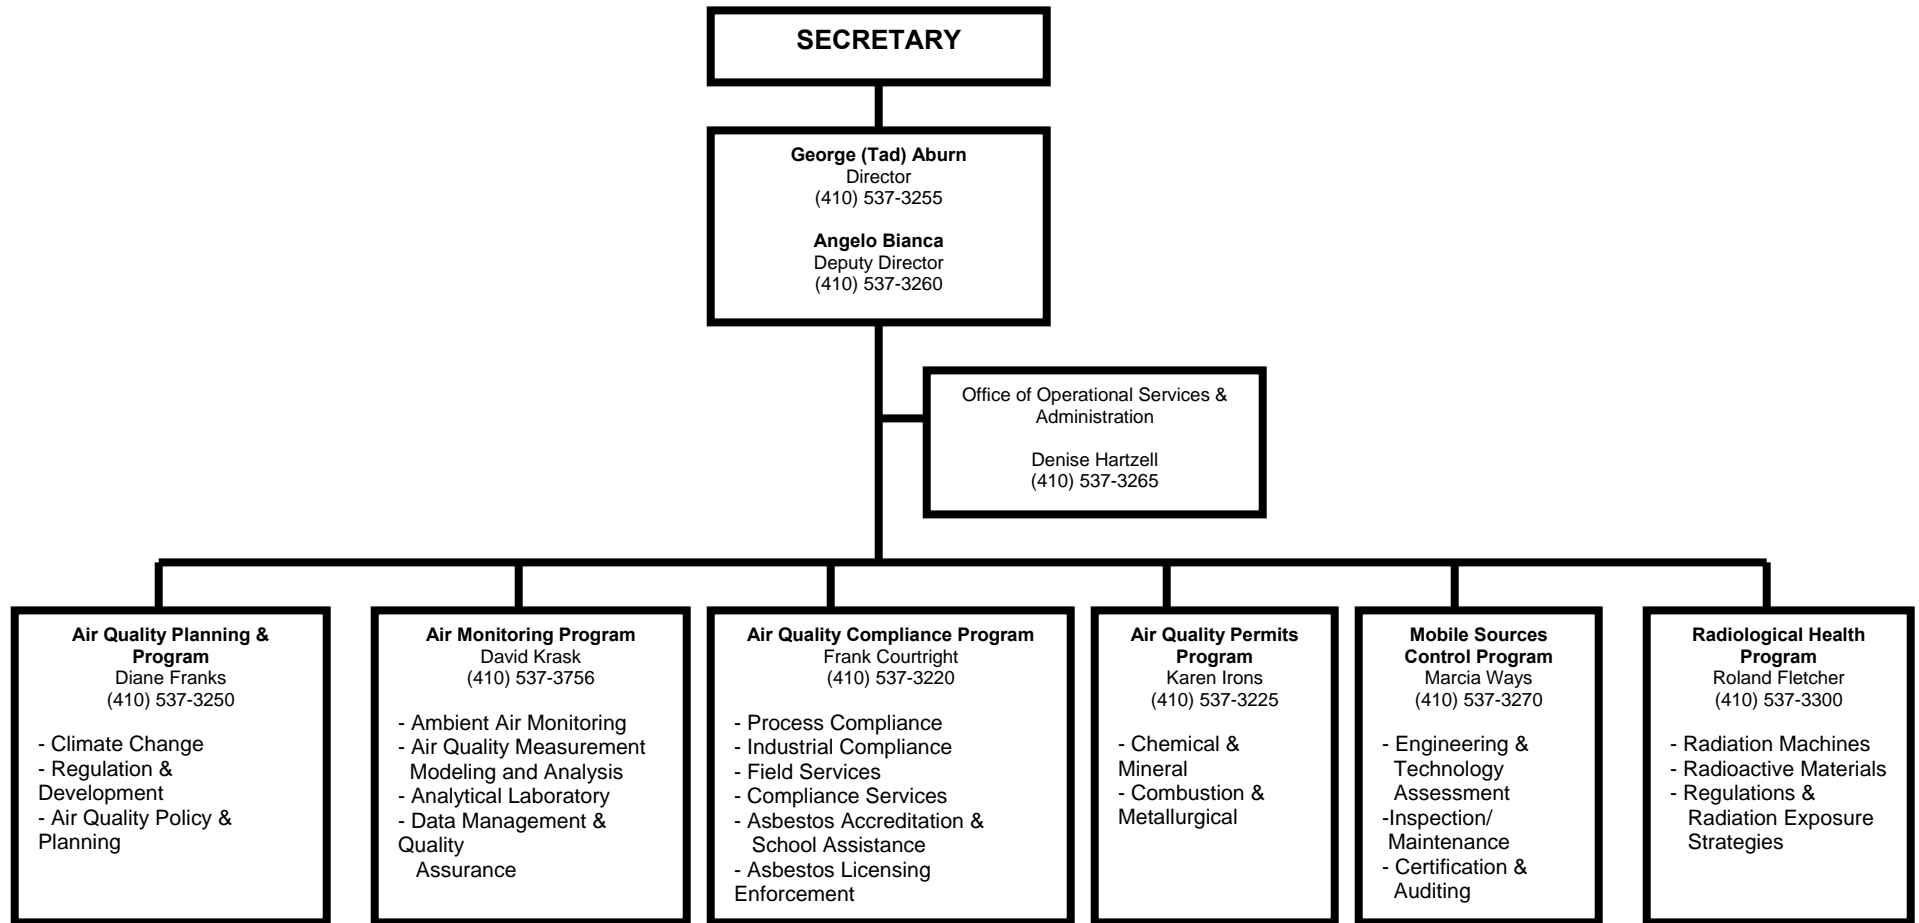 SECRETARY
George (Tad) Aburn
Director
(410) 537-3255
Angelo Bianca
Deputy Director
(410) 537-3260
Office of Operational Services &
Administration
Denise Hartzell
(410) 537-3265
Air Quality Planning &
Program
Diane Franks
(410) 537-3250
- Climate Change
- Regulation &
Development
- Air Quality Policy &
Planning
Air Monitoring Program
David Krask
(410) 537-3756
- Ambient Air Monitoring
- Air Quality Measurement
Modeling and Analysis
- Analytical Laboratory
- Data Management &
Quality
Assurance
Air Quality Compliance Program
Frank Courtright
(410) 537-3220
- Process Compliance
- Industrial Compliance
- Field Services
- Compliance Services
- Asbestos Accreditation &
School Assistance
- Asbestos Licensing
Enforcement
Air Quality Permits
Program
Karen Irons
(410) 537-3225
- Chemical &
Mineral
- Combustion &
Metallurgical
Mobile Sources
Control Program
Marcia Ways
(410) 537-3270
- Engineering &
Technology
Assessment
-Inspection/
Maintenance
- Certification &
Auditing
Radiological Health
Program
Roland Fletcher
(410) 537-3300
- Radiation Machines
- Radioactive Materials
- Regulations &
Radiation Exposure
Strategies